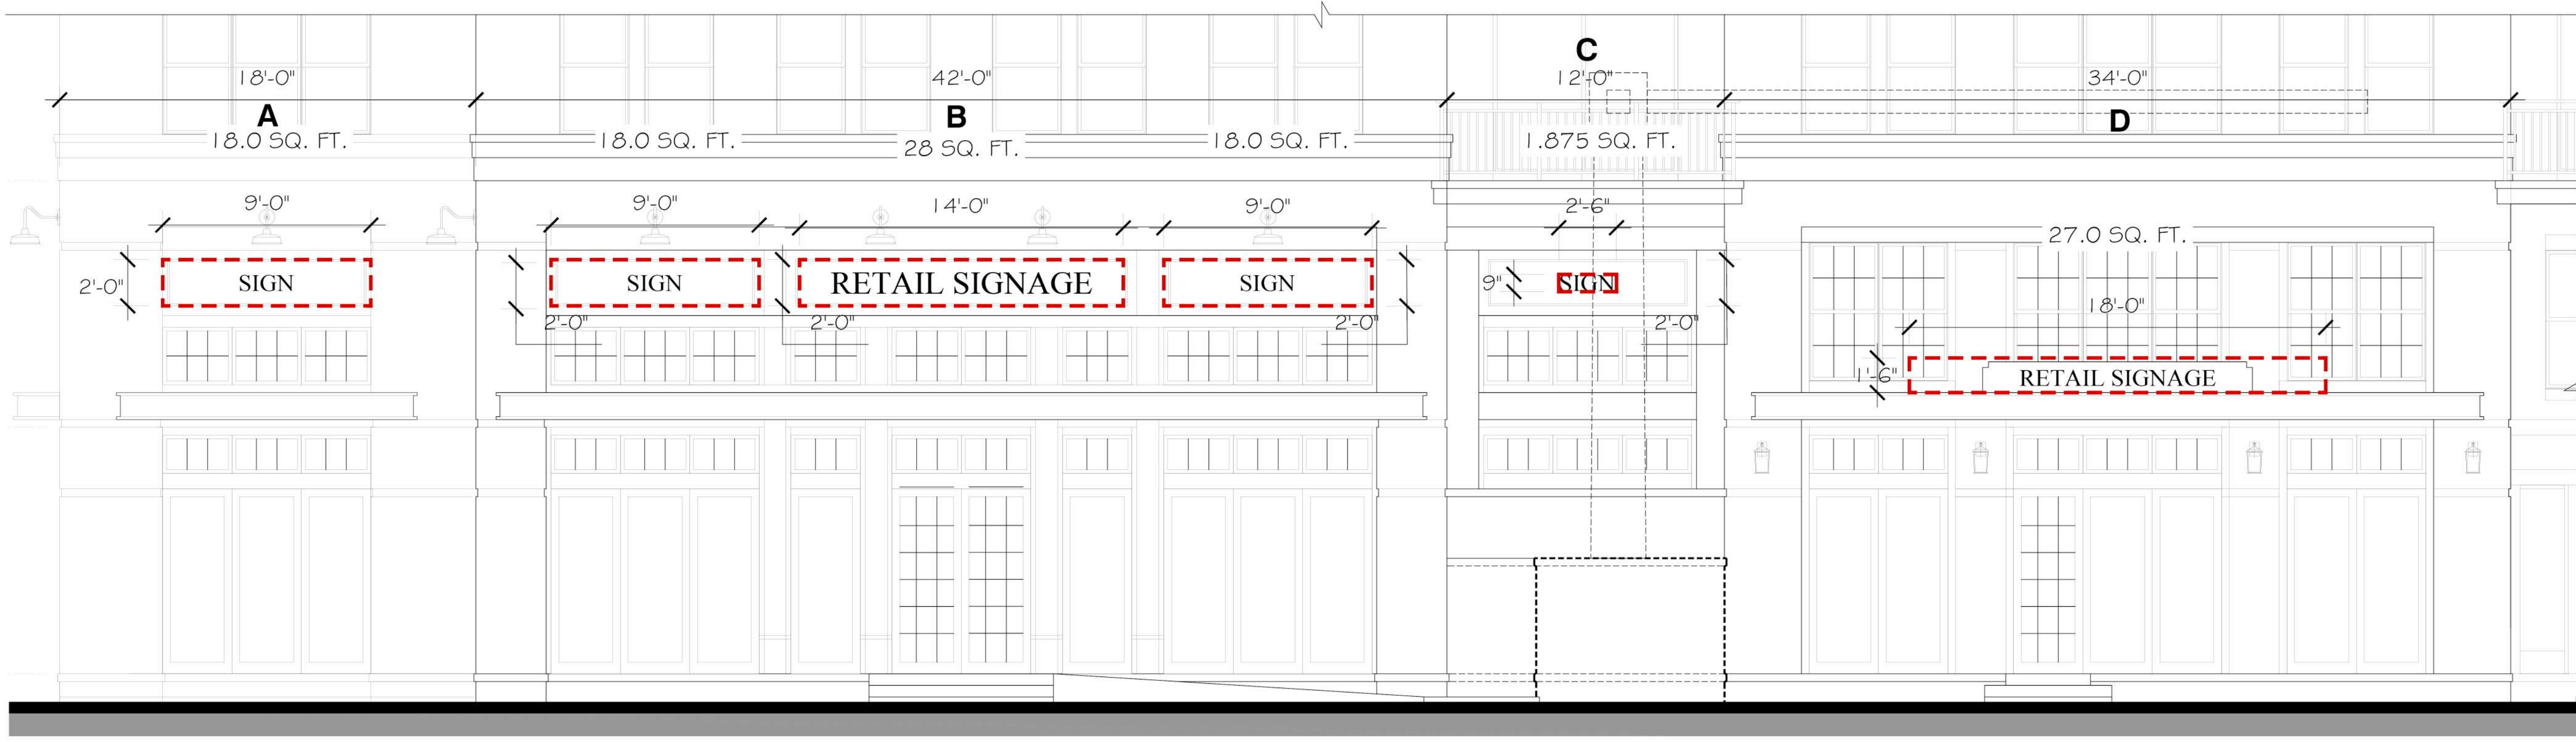 C
18'-0"
42'-0"
12'-0"
34'-0"
A
B
D
18.0 SQ. FT.
18.0 SQ. FT.
28 SQ. FT.
18.0 SQ. FT.
1.875 SQ. FT.
9'-0"
9'-0"
14'-0"
9'-0"
2'-6"
27.0 SQ. FT.
2'-0"
SIGN
SIGN
RETAIL SIGNAGE
SIGN
9"
SIGN
18'-0"
2'-0"
2'-0"
2'-0"
2'-0"
1'-6"
RETAIL SIGNAGE